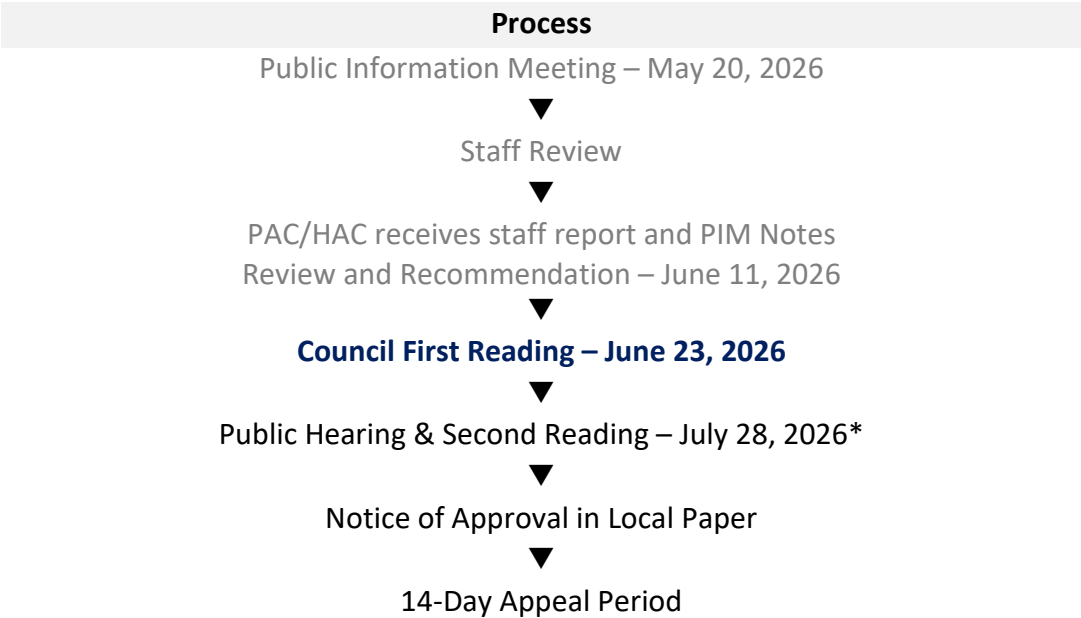 Process
Public Information Meeting – May 20, 2026
Staff Review
PAC/HAC receives staff report and PIM Notes
Review and Recommendation – June 11, 2026
Council First Reading – June 23, 2026
Public Hearing & Second Reading – July 28, 2026*
Notice of Approval in Local Paper
14-Day Appeal Period